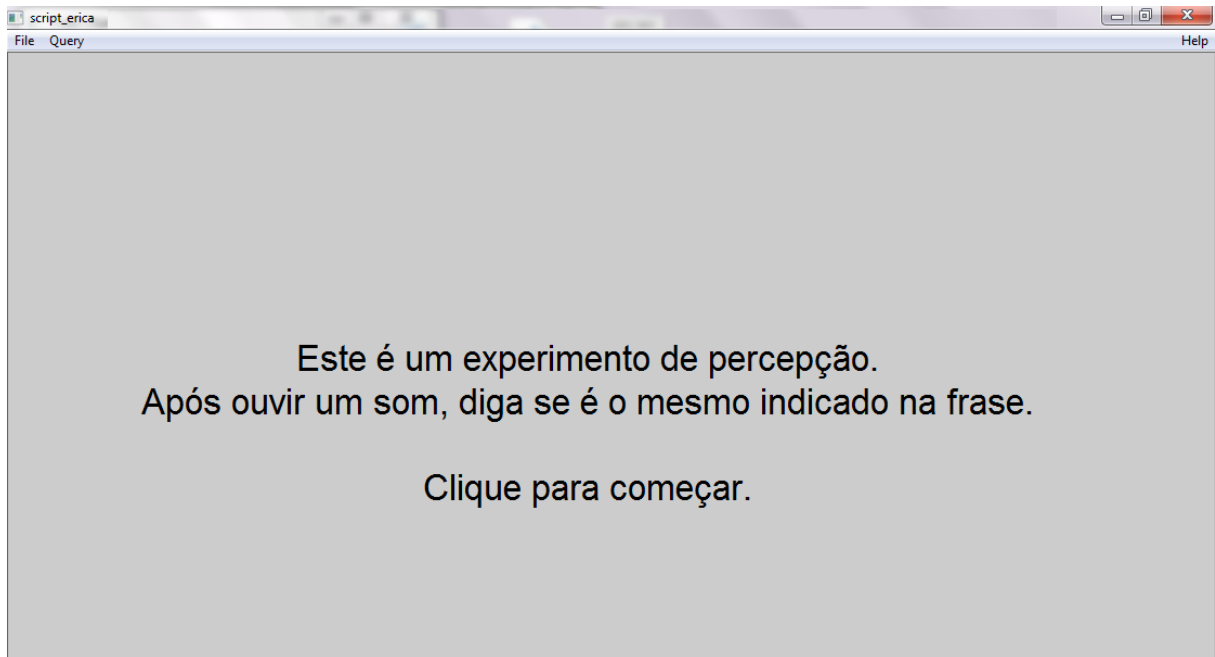 script_erica
File Query Help
Este é um experimento de percepção.
Após ouvir um som, diga se é o mesmo indicado na frase.
Clique para começar.